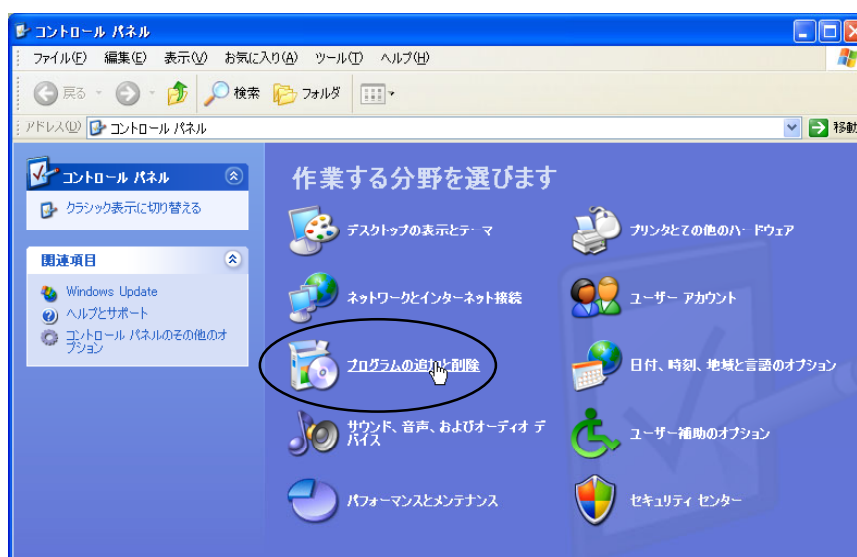 コントロール パネル
ファイル(F) 編集(E) 表示(V) お気に入り(A) ツール(T) ヘルプ(H)
戻る 検索 フォルダ
アドレス(D) コントロール パネル 移動
コントロール パネル
クラシック表示に切り替える
関連項目
Windows Update
ヘルプとサポート
コントロール パネルのその他のオ
プション
作業する分野を選びます
デスクトップの表示とテーマ
プリンタとその他のハードウェア
ネットワークとインターネット接続
ユーザー アカウント
プログラムの追加と削除
日付、時刻、地域と言語のオプション
サウンド、音声、およびオーディオ デ
バイス
ユーザー補助のオプション
パフォーマンスとメンテナンス
セキュリティ センター